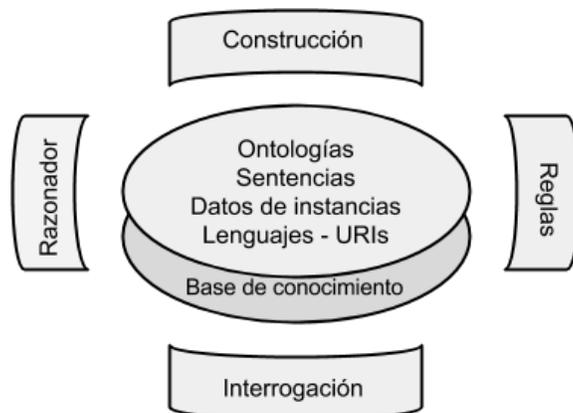 Construcción
Razonador
Ontologías
Sentencias
Datos de instancias
Lenguajes - URIs
Base de conocimiento
Reglas
Interrogación